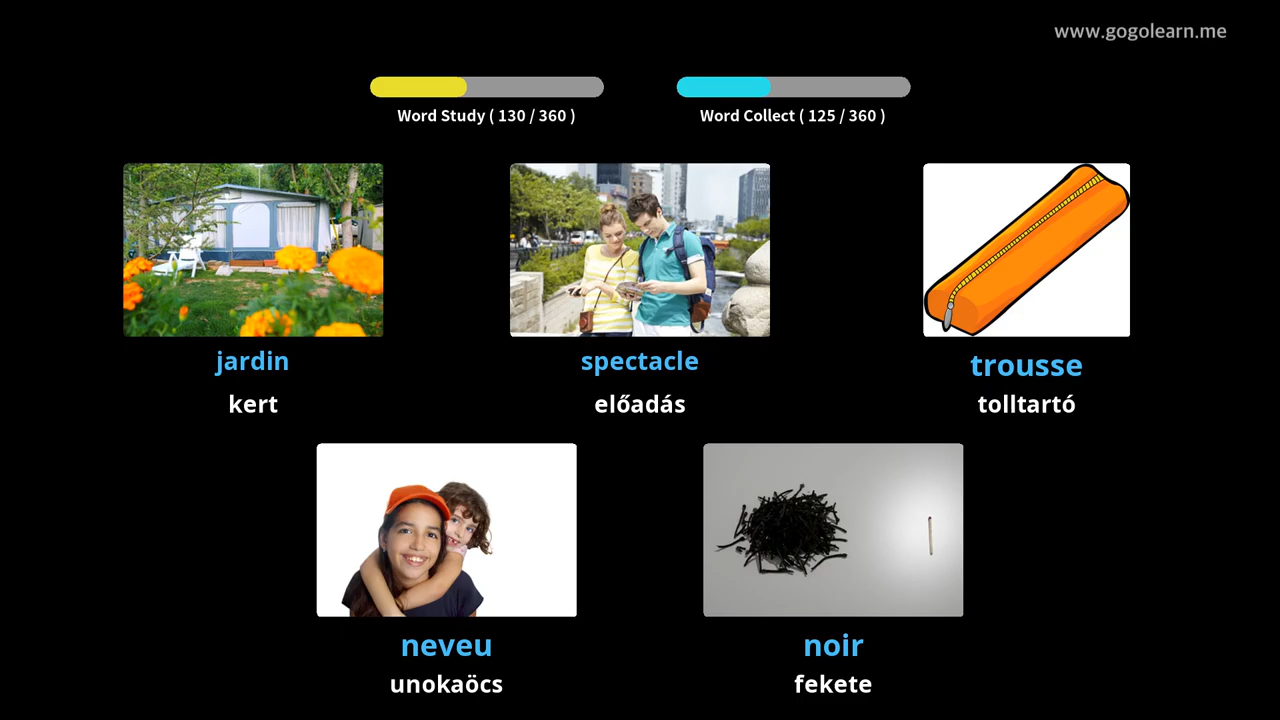 www.gogolearn.me
Word Study ( 130 / 360 )
Word Collect ( 125 / 360 )
jardin
kert
spectacle
előadás
trousse
tolltartó
neveu
unokaöcs
noir
fekete